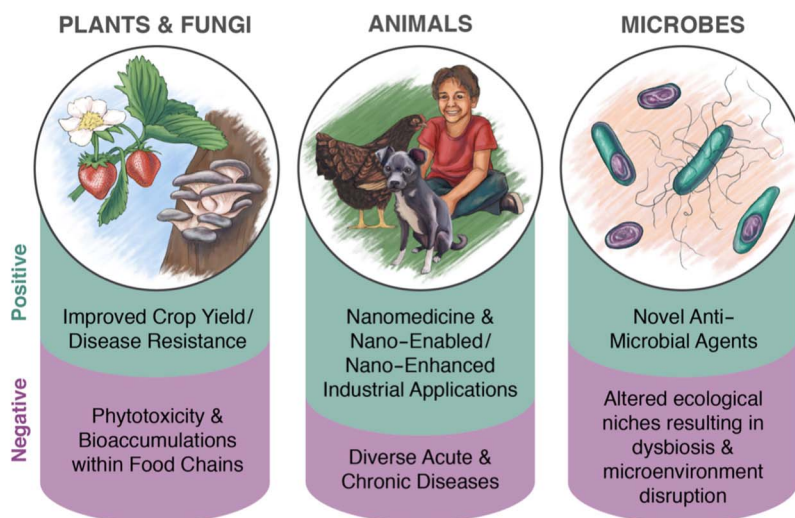 PLANTS & FUNGI
ANIMALS
MICROBES
Positive
Improved Crop Yield/
Disease Resistance
Nanomedicine &
Nano-Enabled/
Nano-Enhanced
Industrial Applications
Novel Anti-
Microbial Agents
Negative
Phytotoxicity &
Bioaccumulations
within Food Chains
Diverse Acute &
Chronic Diseases
Altered ecological
niches resulting in
dysbiosis &
microenvironment
disruption